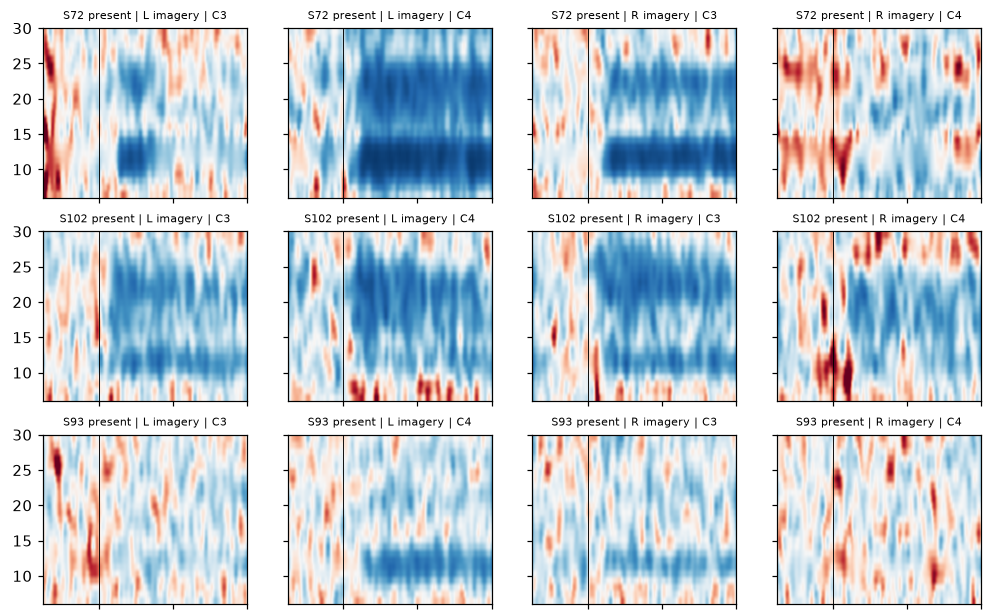 S72 present | L imagery | C3
S72 present | L imagery | C4
S72 present | R imagery | C3
S72 present | R imagery | C4
30
25
20
15
10
S102 present | L imagery | C3
S102 present | L imagery | C4
S102 present | R imagery | C3
S102 present | R imagery | C4
30
25
20
15
10
S93 present | L imagery | C3
S93 present | L imagery | C4
S93 present | R imagery | C3
S93 present | R imagery | C4
30
25
20
15
10